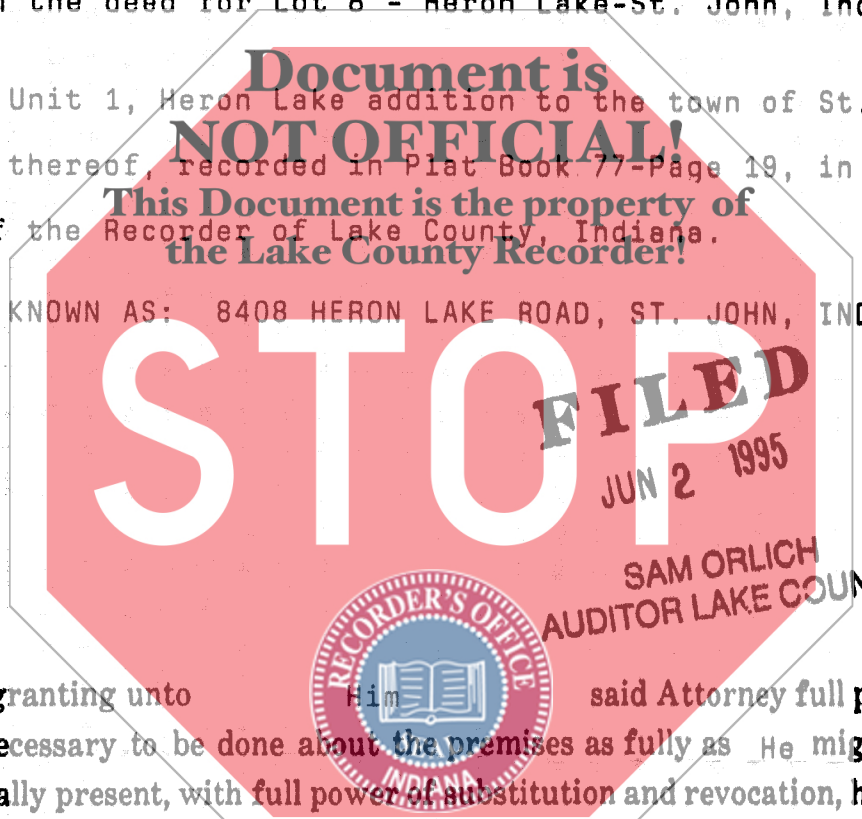 the deed for Lot 8 - Heron Lake-St. John,
Document is
Unit 1, Heron Lake addition to the town of St.
NOT OFFICIAL!
thereof, recorded in Plat Book 77-Page 19, in
This Document is the property of
the Recorder of Lake County, Indiana.
the Lake County Recorder!
KNOWN AS: 8408 HERON LAKE ROAD, ST. JOHN, IND
STOP
FILED
JUN 2 1995
SAM ORLICH
AUDITOR LAKE COUN
RECORDER'S OFFICE
INDIANA
granting unto Him said Attorney full p
ecessary to be done about the premises as fully as He mig
ally present, with full power of substitution and revocation, h